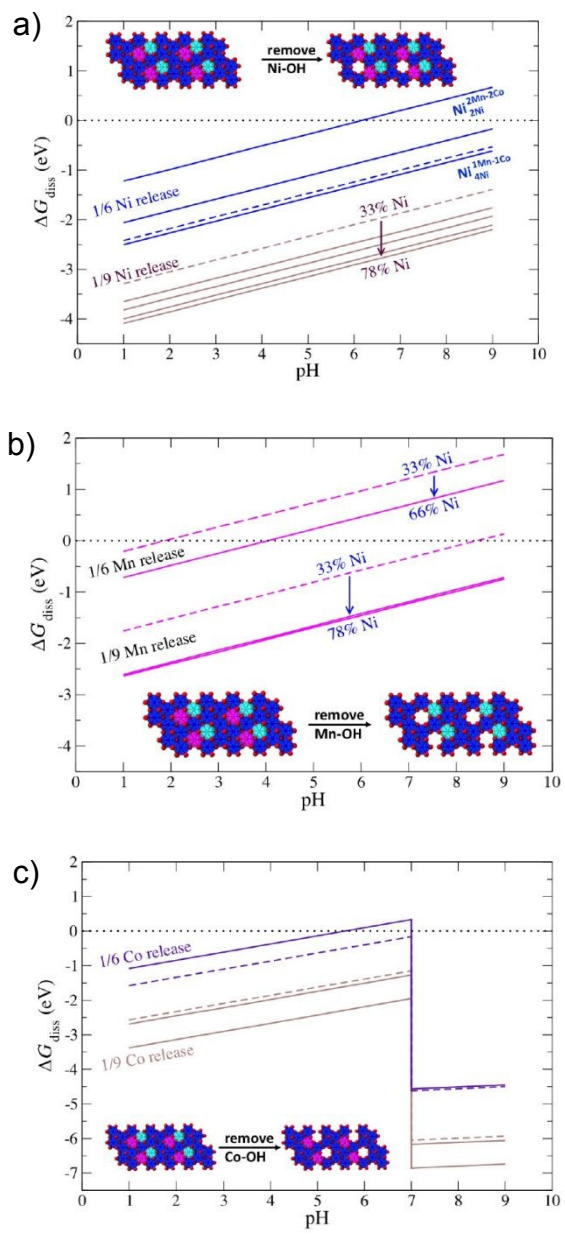 a)
2
1
0
-1
-2
-3
-4
ΔG_diss (eV)
remove
Ni-OH
Ni^{2Mn-2Co}_{2Ni}
1/6 Ni release
Ni^{1Mn-1Co}_{4Ni}
33% Ni
1/9 Ni release
78% Ni
0 1 2 3 4 5 6 7 8 9 10
pH
b)
2
1
0
-1
-2
-3
-4
ΔG_diss (eV)
33% Ni
66% Ni
1/6 Mn release
33% Ni
78% Ni
1/9 Mn release
remove
Mn-OH
0 1 2 3 4 5 6 7 8 9 10
pH
c)
2
1
0
-1
-2
-3
-4
-5
-6
-7
ΔG_diss (eV)
1/6 Co release
1/9 Co release
remove
Co-OH
0 1 2 3 4 5 6 7 8 9 10
pH